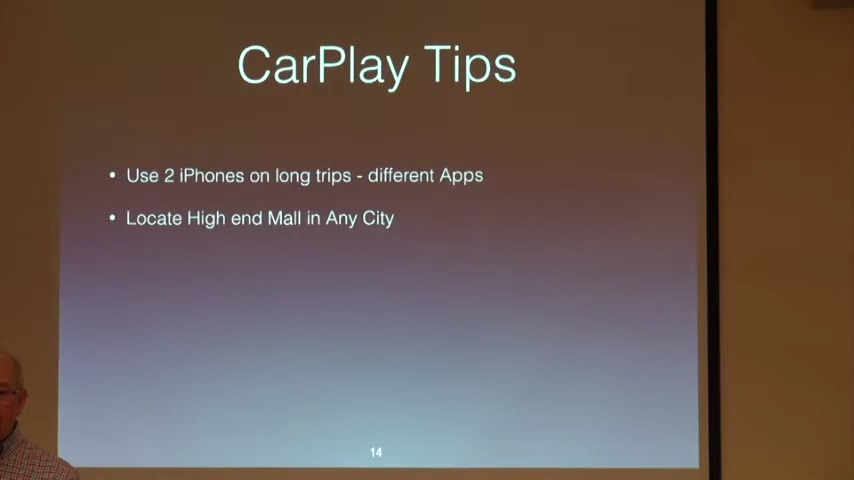 CarPlay Tips
• Use 2 iPhones on long trips - different Apps
• Locate High end Mall in Any City
14